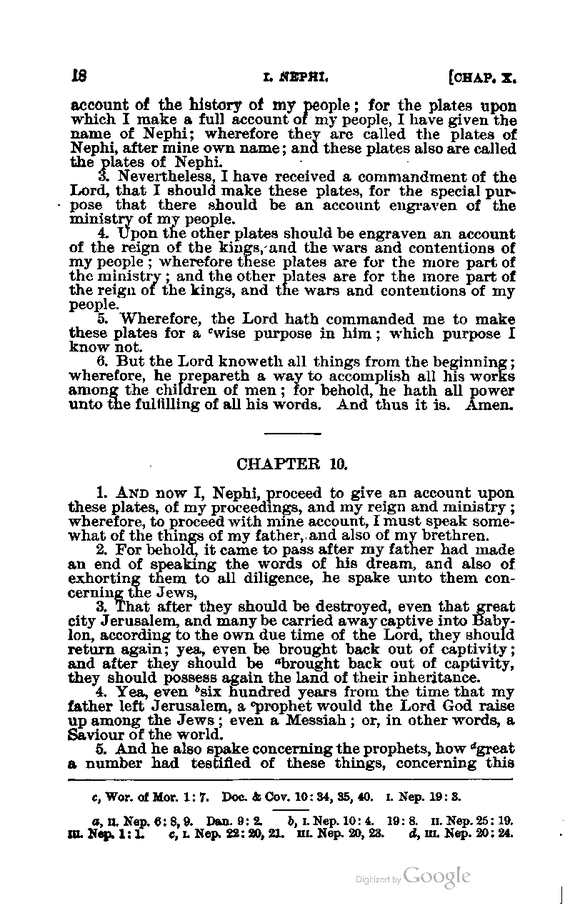 18 I. NEPHI. [CHAP. X.
account of the history of my people; for the plates upon
which I make a full account of my people, I have given the
name of Nephi; wherefore they are called the plates of
Nephi, after mine own name; and these plates also are called
the plates of Nephi.
3. Nevertheless, I have received a commandment of the
Lord, that I should make these plates, for the special pur-
pose that there should be an account engraven of the
ministry of my people.
4. Upon the other plates should be engraven an account
of the reign of the kings, and the wars and contentions of
my people; wherefore these plates are for the more part of
the ministry; and the other plates are for the more part of
the reign of the kings, and the wars and contentions of my
people.
5. Wherefore, the Lord hath commanded me to make
these plates for a cwise purpose in him; which purpose I
know not.
6. But the Lord knoweth all things from the beginning;
wherefore, he prepareth a way to accomplish all his works
among the children of men; for behold, he hath all power
unto the fulfilling of all his words. And thus it is. Amen.
CHAPTER 10.
1. AND now I, Nephi, proceed to give an account upon
these plates, of my proceedings, and my reign and ministry;
wherefore, to proceed with mine account, I must speak some-
what of the things of my father, and also of my brethren.
2. For behold, it came to pass after my father had made
an end of speaking the words of his dream, and also of
exhorting them to all diligence, he spake unto them con-
cerning the Jews,
3. That after they should be destroyed, even that great
city Jerusalem, and many be carried away captive into Baby-
lon, according to the own due time of the Lord, they should
return again; yea, even be brought back out of captivity;
and after they should be abrought back out of captivity,
they should possess again the land of their inheritance.
4. Yea, even bsix hundred years from the time that my
father left Jerusalem, a cprophet would the Lord God raise
up among the Jews; even a Messiah; or, in other words, a
Saviour of the world.
5. And he also spake concerning the prophets, how dgreat
a number had testified of these things, concerning this
c, Wor. of Mor. 1:7. Doc. & Cov. 10:34, 35, 40. I. Nep. 19:3.
a, II. Nep. 6:8, 9. Dan. 9:2. b, I. Nep. 10:4. 19:8. II. Nep. 25:19.
III. Nep. 1:1. c, I. Nep. 22:20, 21. III. Nep. 20, 23. d, III. Nep. 20:24.
Digitized by Google